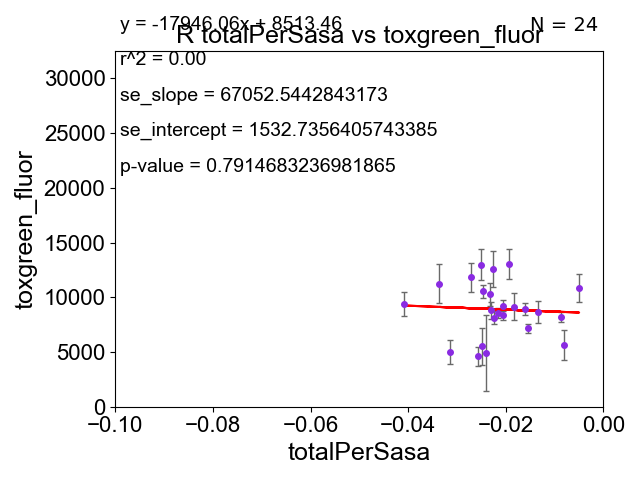 y = -17946.06x + 8513.46
N = 24
R totalPerSasa vs toxgreen_fluor
r^2 = 0.00
se_slope = 67052.5442843173
se_intercept = 1532.7356405743385
p-value = 0.7914683236981865
toxgreen_fluor
30000
25000
20000
15000
10000
5000
0
−0.10 −0.08 −0.06 −0.04 −0.02 0.00
totalPerSasa